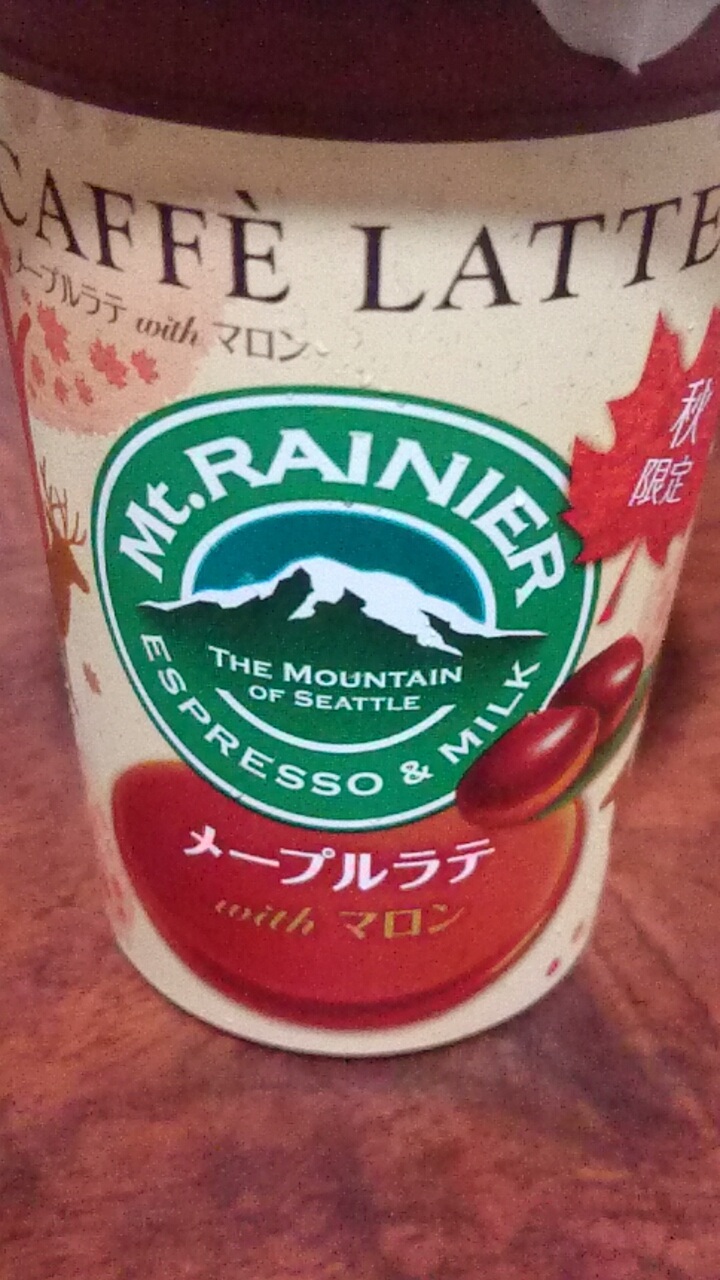 CAFFÈ LATTE
メープルラテ with マロン
秋
限定
Mt.RAINIER
THE MOUNTAIN
OF SEATTLE
ESPRESSO & MILK
メープルラテ
with マロン